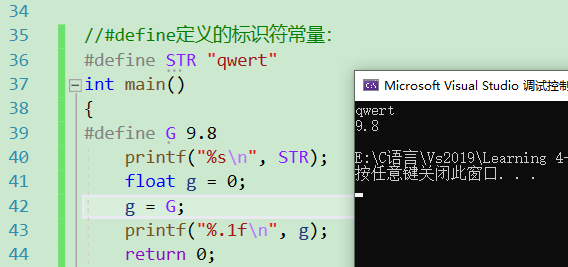 34
35 //#define定义的标识符常量：
36 #define STR "qwert"
37 int main()
38 {
39 #define G 9.8
40 printf("%s\n", STR);
41 float g = 0;
42 g = G;
43 printf("%.1f\n", g);
44 return 0;
Microsoft Visual Studio 调试控
qwert
9.8
E:\C语言\Vs2019\Learning 4-
按任意键关闭此窗口. . .